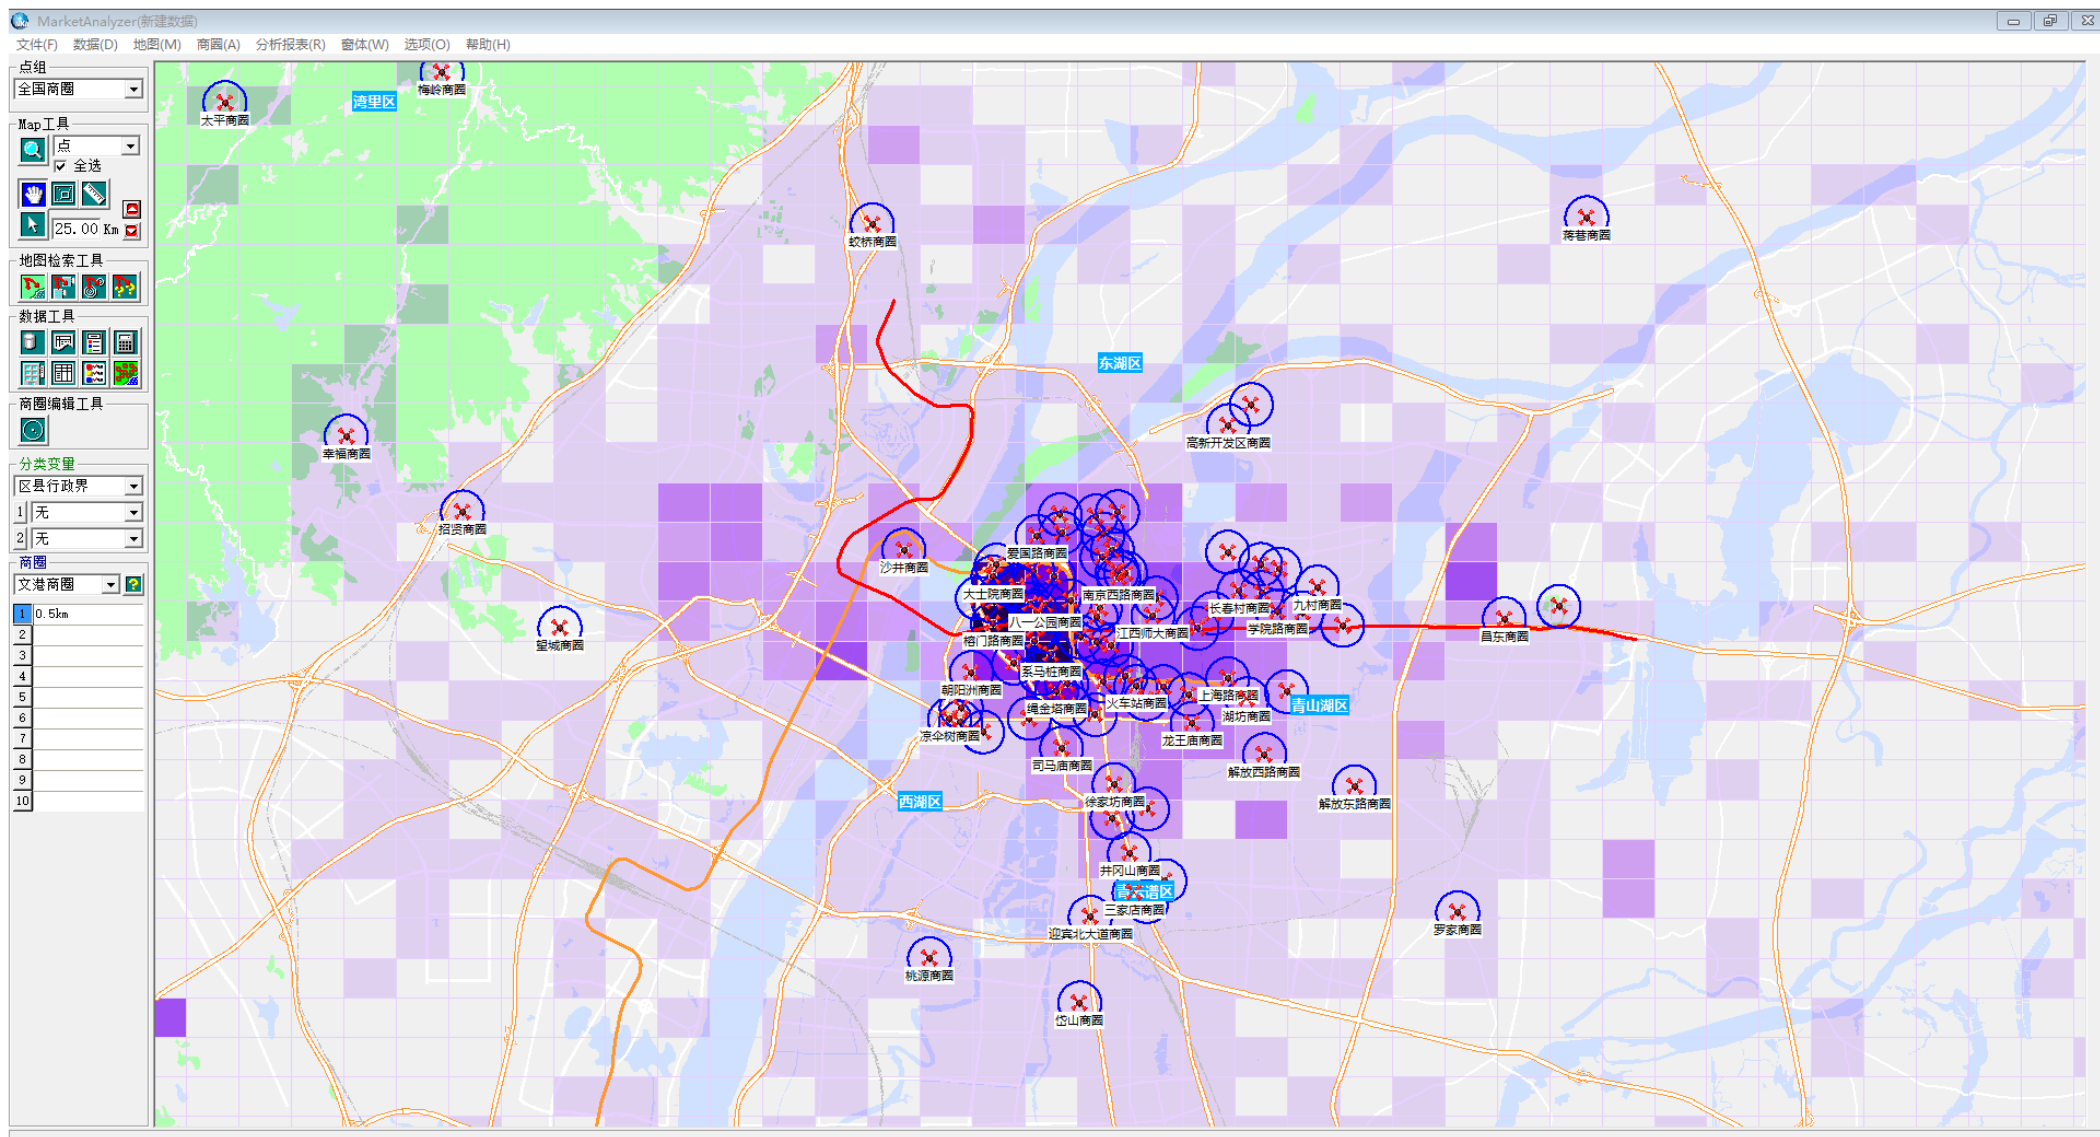 MarketAnalyzer(新建数据)
文件(F) 数据(D) 地图(M) 商圈(A) 分析报表(R) 窗体(W) 选项(O) 帮助(H)
点组
全国商圈
Map工具
点
全选
25.00 Km
地图检索工具
数据工具
商圈编辑工具
分类变量
区县行政界
1 无
2 无
商圈
文港商圈
1 0.5km
2
3
4
5
6
7
8
9
10
梅岭商圈
湾里区
太平商圈
蒋巷商圈
蛟桥商圈
东湖区
高新开发区商圈
幸福商圈
招贤商圈
爱国路商圈
沙井商圈
大士院商圈
南京西路商圈
长春村商圈
九村商圈
八一公园商圈
江西师大商圈
学院路商圈
昌东商圈
榕门路商圈
望城商圈
系马桩商圈
朝阳洲商圈
火车站商圈
上海路商圈
绳金塔商圈
湖坊商圈
青山湖区
凉伞树商圈
龙王庙商圈
司马庙商圈
解放西路商圈
西湖区
徐家坊商圈
解放东路商圈
井冈山商圈
青云谱区
三家店商圈
迎宾北大道商圈
罗家商圈
桃源商圈
岱山商圈